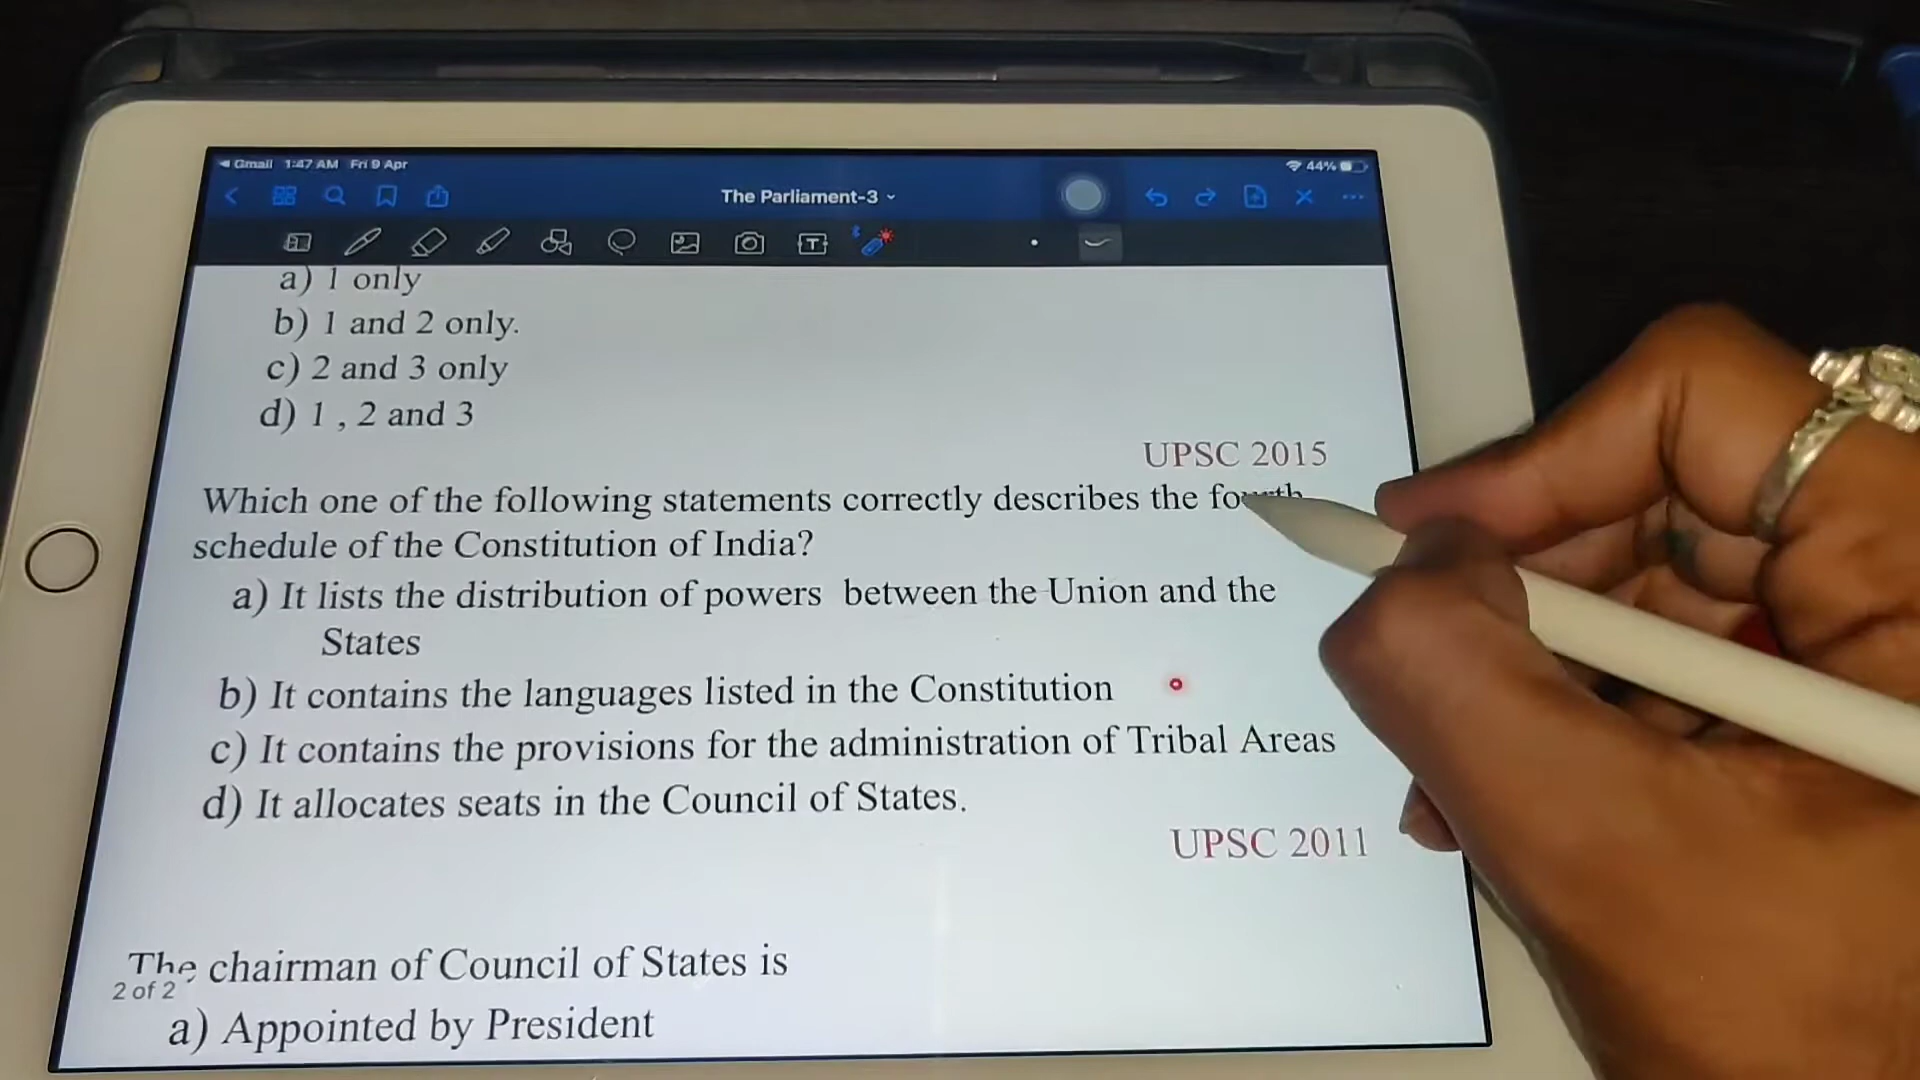 Gmail 1:47 AM Fri 9 Apr 44%
The Parliament-3
T
a) 1 only
b) 1 and 2 only.
c) 2 and 3 only
d) 1 , 2 and 3
UPSC 2015
Which one of the following statements correctly describes the fourth
schedule of the Constitution of India?
a) It lists the distribution of powers between the Union and the
States
b) It contains the languages listed in the Constitution
c) It contains the provisions for the administration of Tribal Areas
d) It allocates seats in the Council of States.
UPSC 2011
The chairman of Council of States is
2 of 2
a) Appointed by President